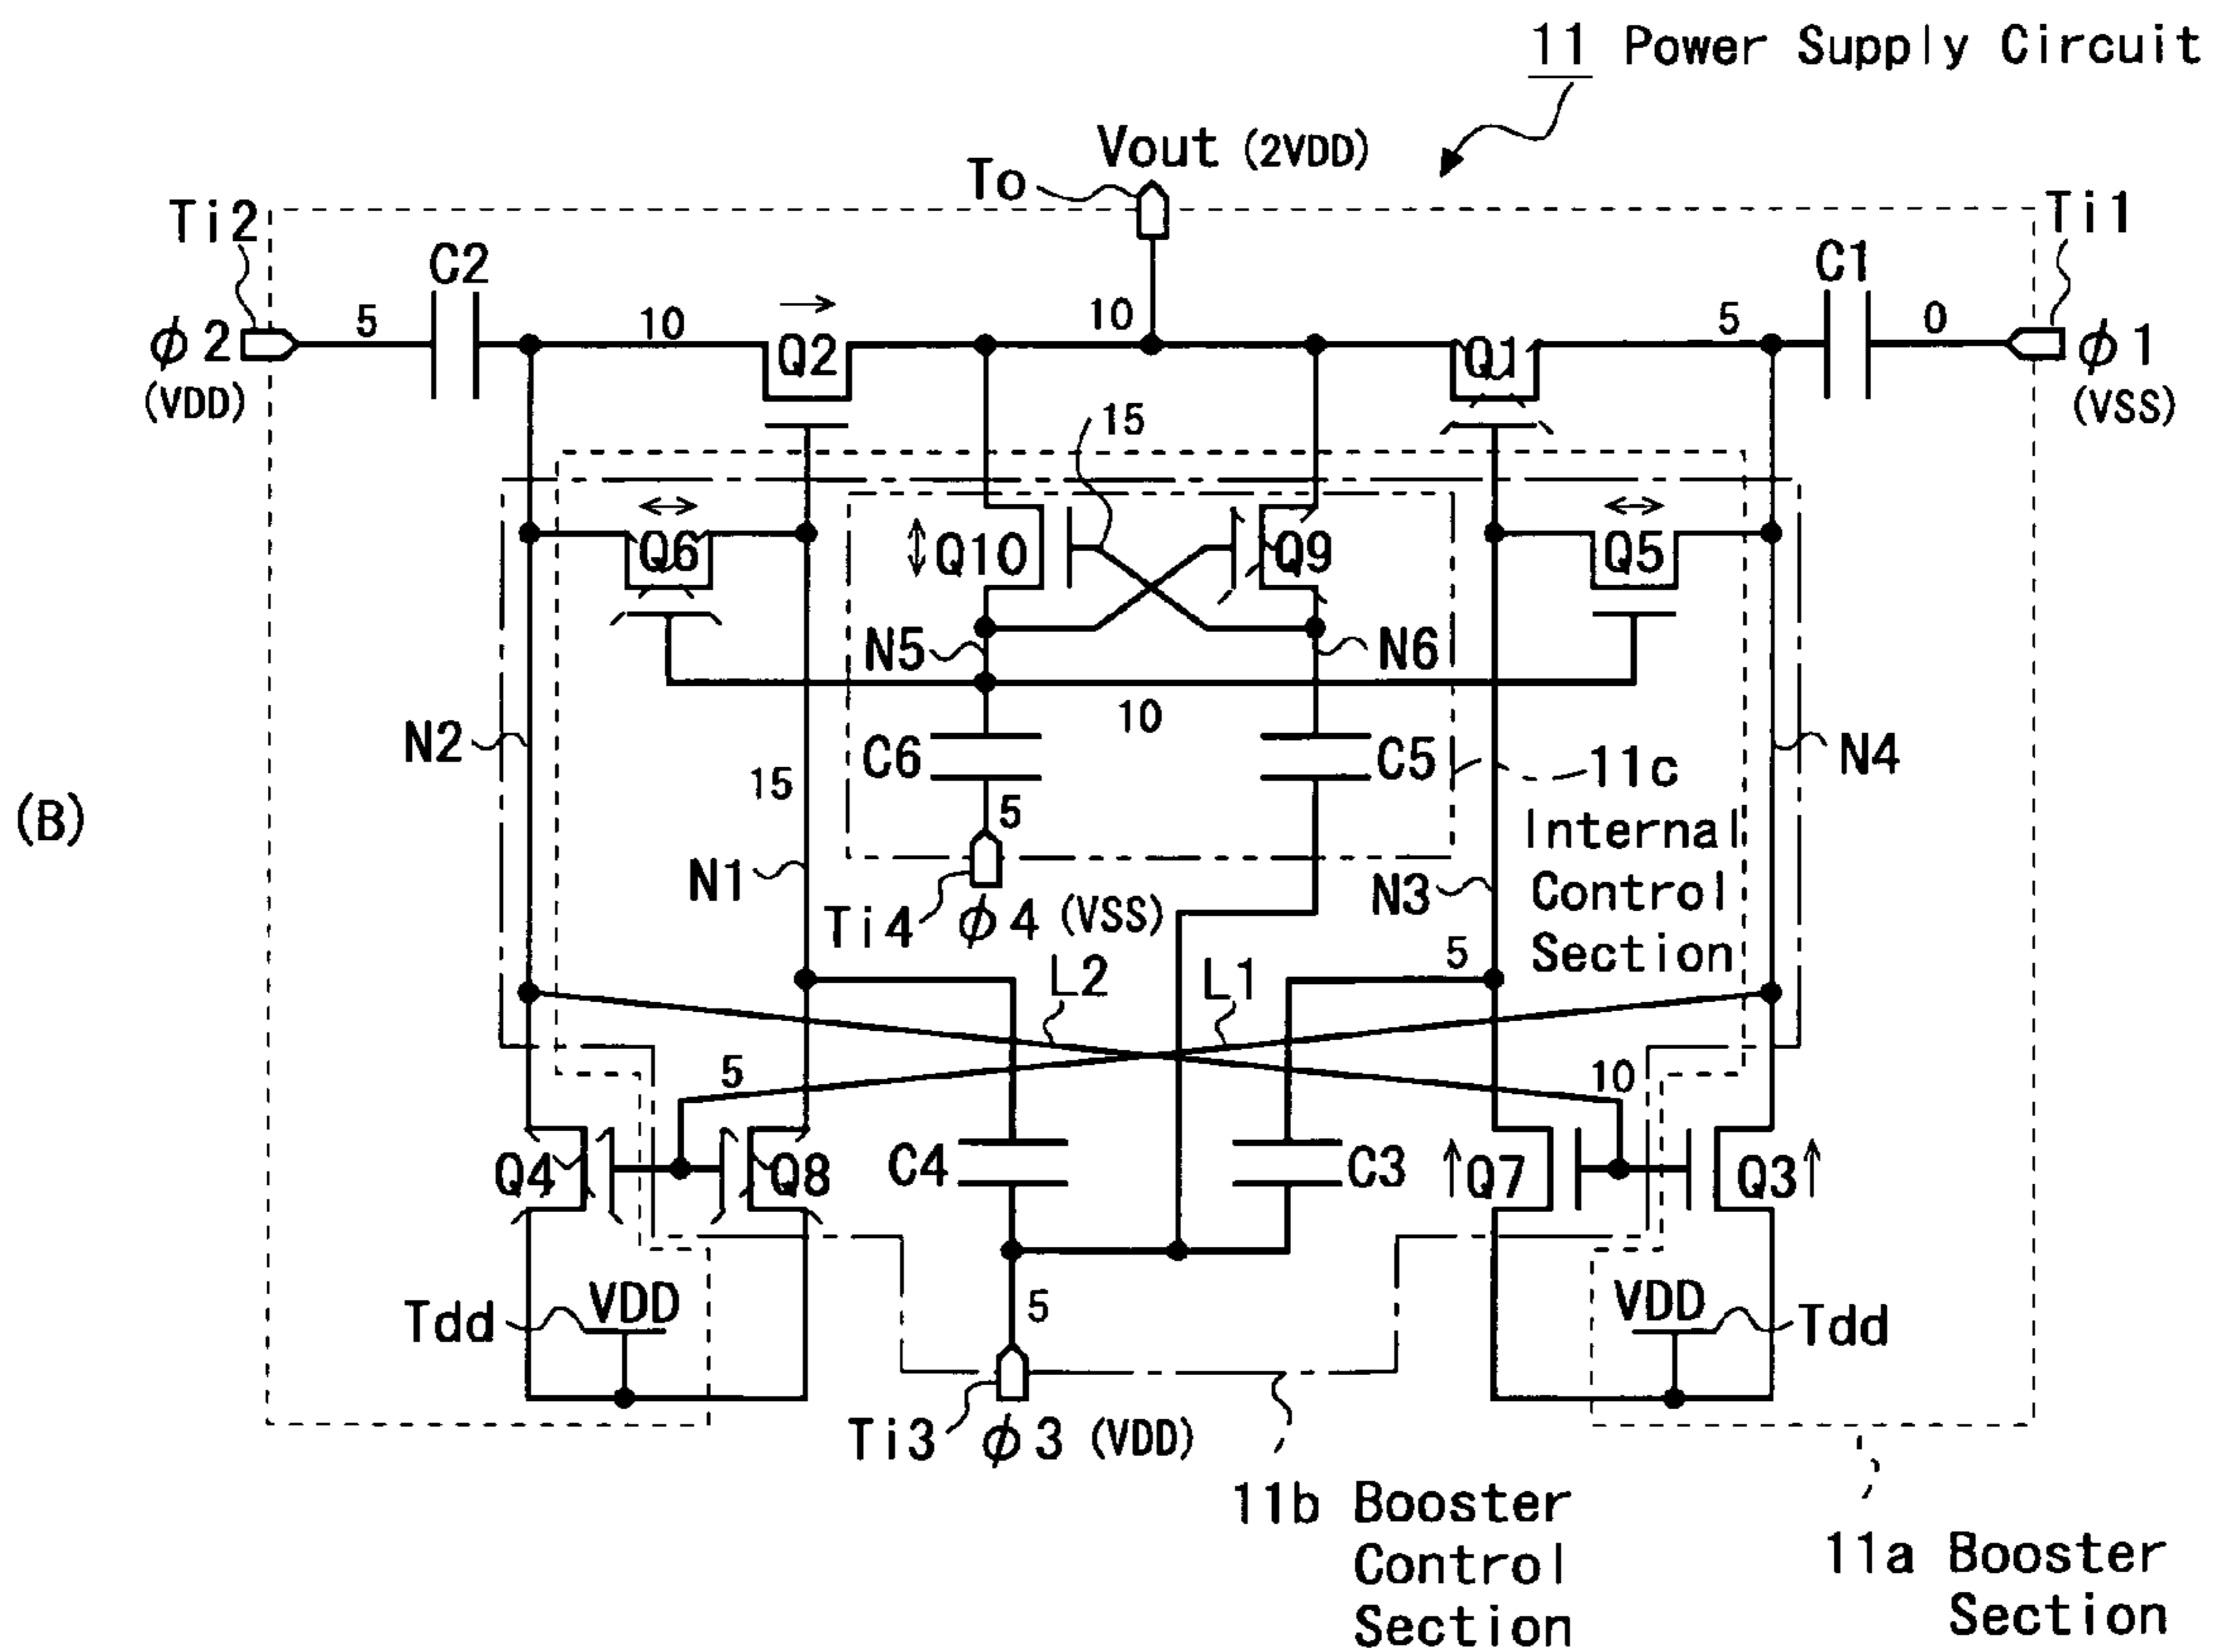 11 Power Supply Circuit
Vout (2VDD)
To
Ti2
Ti1
C2
C1
5
10
10
5
0
Q2
Q1
φ2
(VDD)
φ1
(VSS)
15
Q6
Q10
Q9
Q5
N5
N6
10
N2
C6
C5
11c
Internal
Control
Section
N4
15
(B)
5
N1
N3
Ti4
φ4 (VSS)
5
L2
L1
5
10
Q4
Q8
C4
C3
Q7
Q3
VDD
Tdd
5
VDD
Tdd
Ti3
φ3 (VDD)
11b Booster
Control
Section
11a Booster
Section